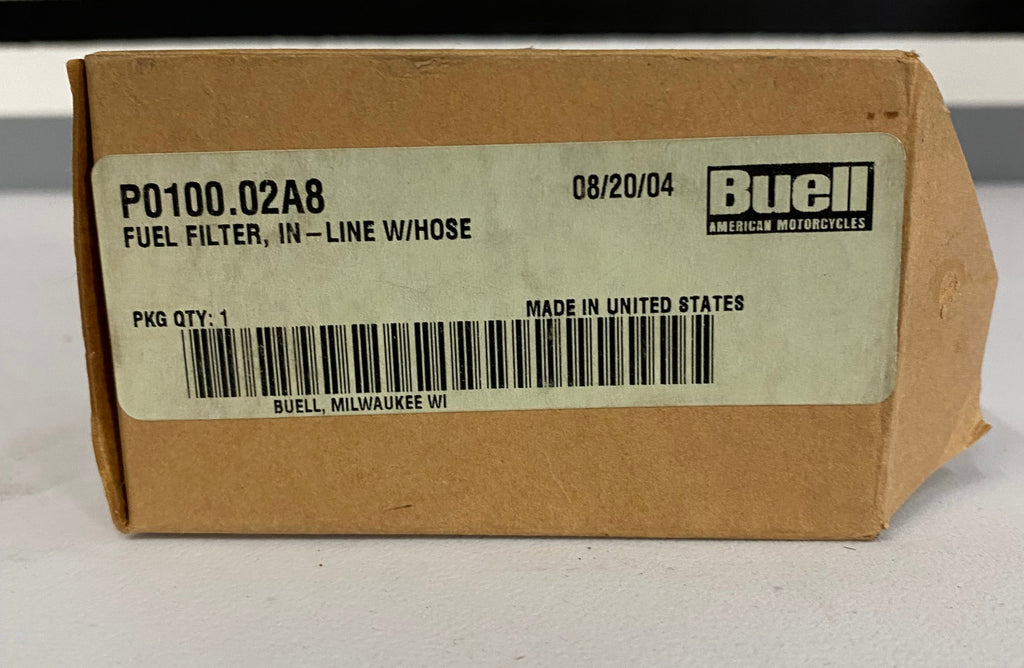 P0100.02A8
08/20/04
Buell
AMERICAN MOTORCYCLES
FUEL FILTER, IN-LINE W/HOSE
PKG QTY: 1
MADE IN UNITED STATES
BUELL, MILWAUKEE WI